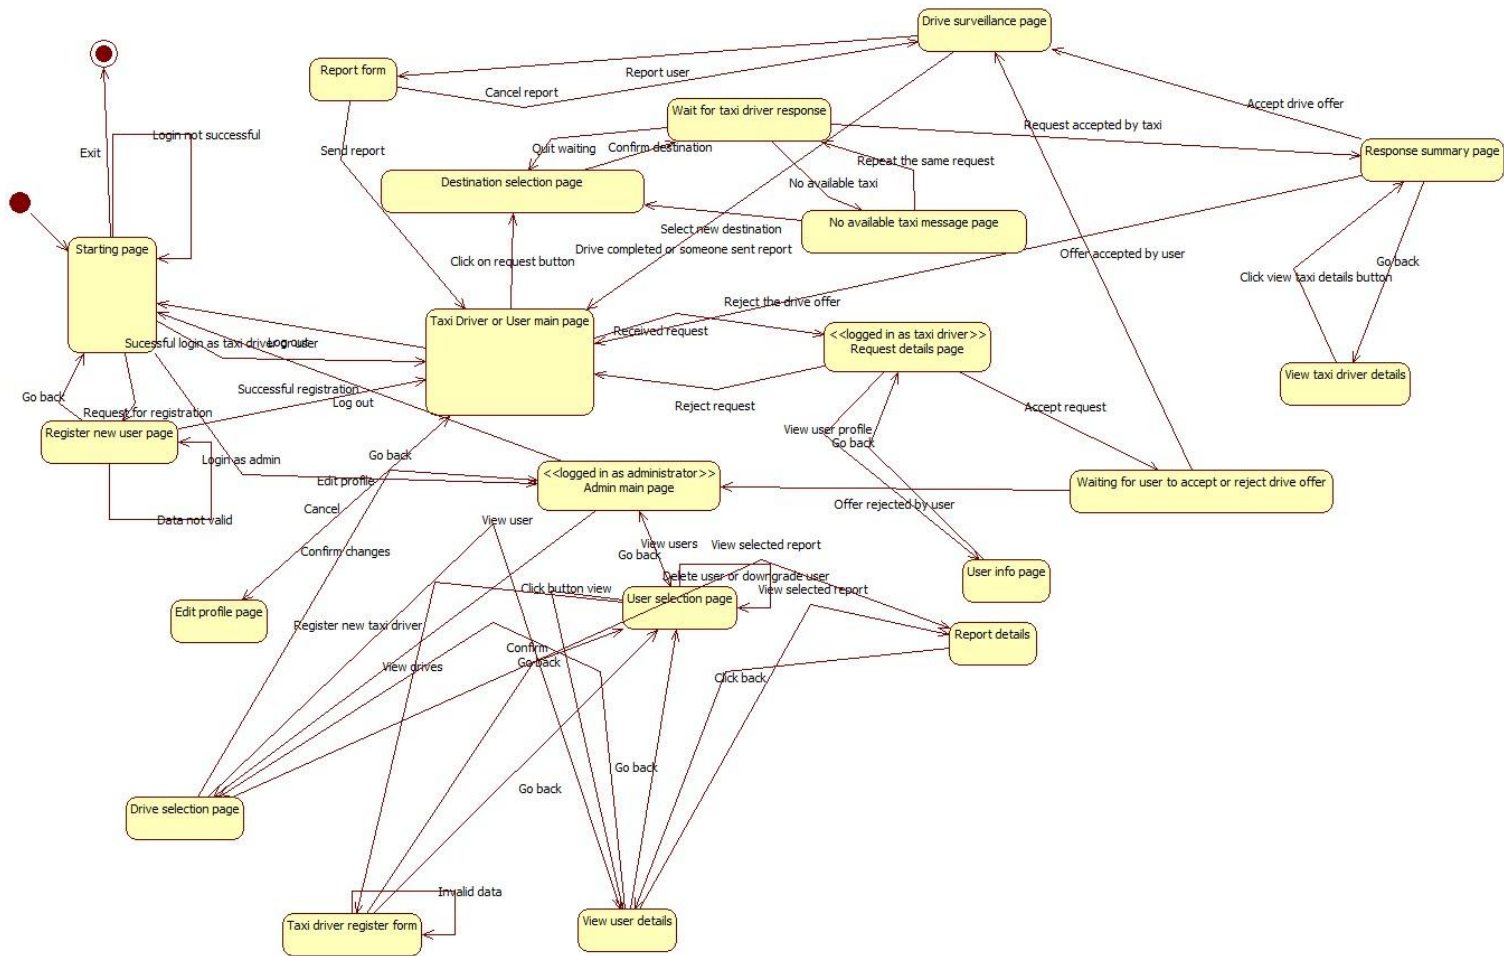 Drive surveillance page
Report form
Report user
Cancel report
Wait for taxi driver response
Accept drive offer
Request accepted by taxi
Login not successful
Exit
Send report
Quit waiting
Confirm destination
Repeat the same request
Response summary page
Destination selection page
No available taxi
No available taxi message page
Select new destination
Starting page
Drive completed or someone sent report
Offer accepted by user
Click on request button
Go back
Click view taxi details button
Reject the drive offer
Taxi Driver or User main page
Received request
<<logged in as taxi driver>>
Request details page
Sucessful login as taxi driver or user
Log out
View taxi driver details
Successful registration
Go back
Log out
Reject request
Accept request
Request for registration
Register new user page
View user profile
Go back
Login as admin
Go back
<<logged in as administrator>>
Admin main page
Edit profile
Waiting for user to accept or reject drive offer
Cancel
Offer rejected by user
Data not valid
View user
View users
Go back
View selected report
Confirm changes
User info page
Delete user or downgrade user
Click button view
View selected report
User selection page
Edit profile page
Register new taxi driver
Report details
Confirm
Go back
View drives
Click back
Go back
Go back
Drive selection page
Invalid data
Taxi driver register form
View user details